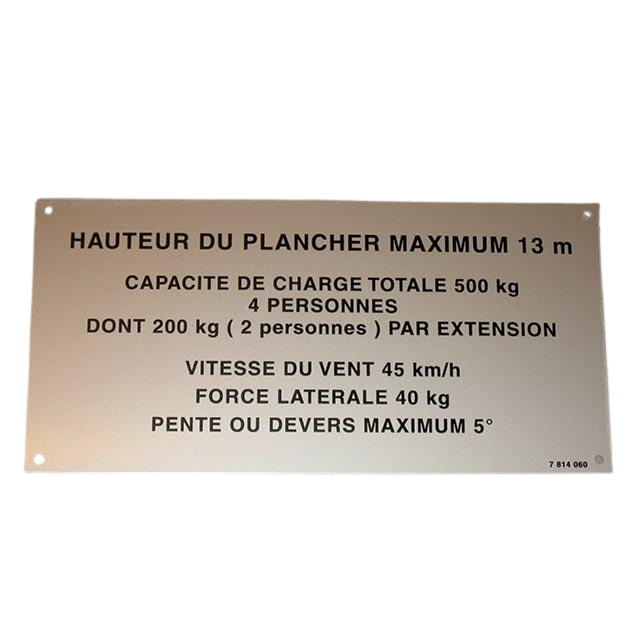 HAUTEUR DU PLANCHER MAXIMUM 13 m
CAPACITE DE CHARGE TOTALE 500 kg
4 PERSONNES
DONT 200 kg ( 2 personnes ) PAR EXTENSION
VITESSE DU VENT 45 km/h
FORCE LATERALE 40 kg
PENTE OU DEVERS MAXIMUM 5°
7 814 060